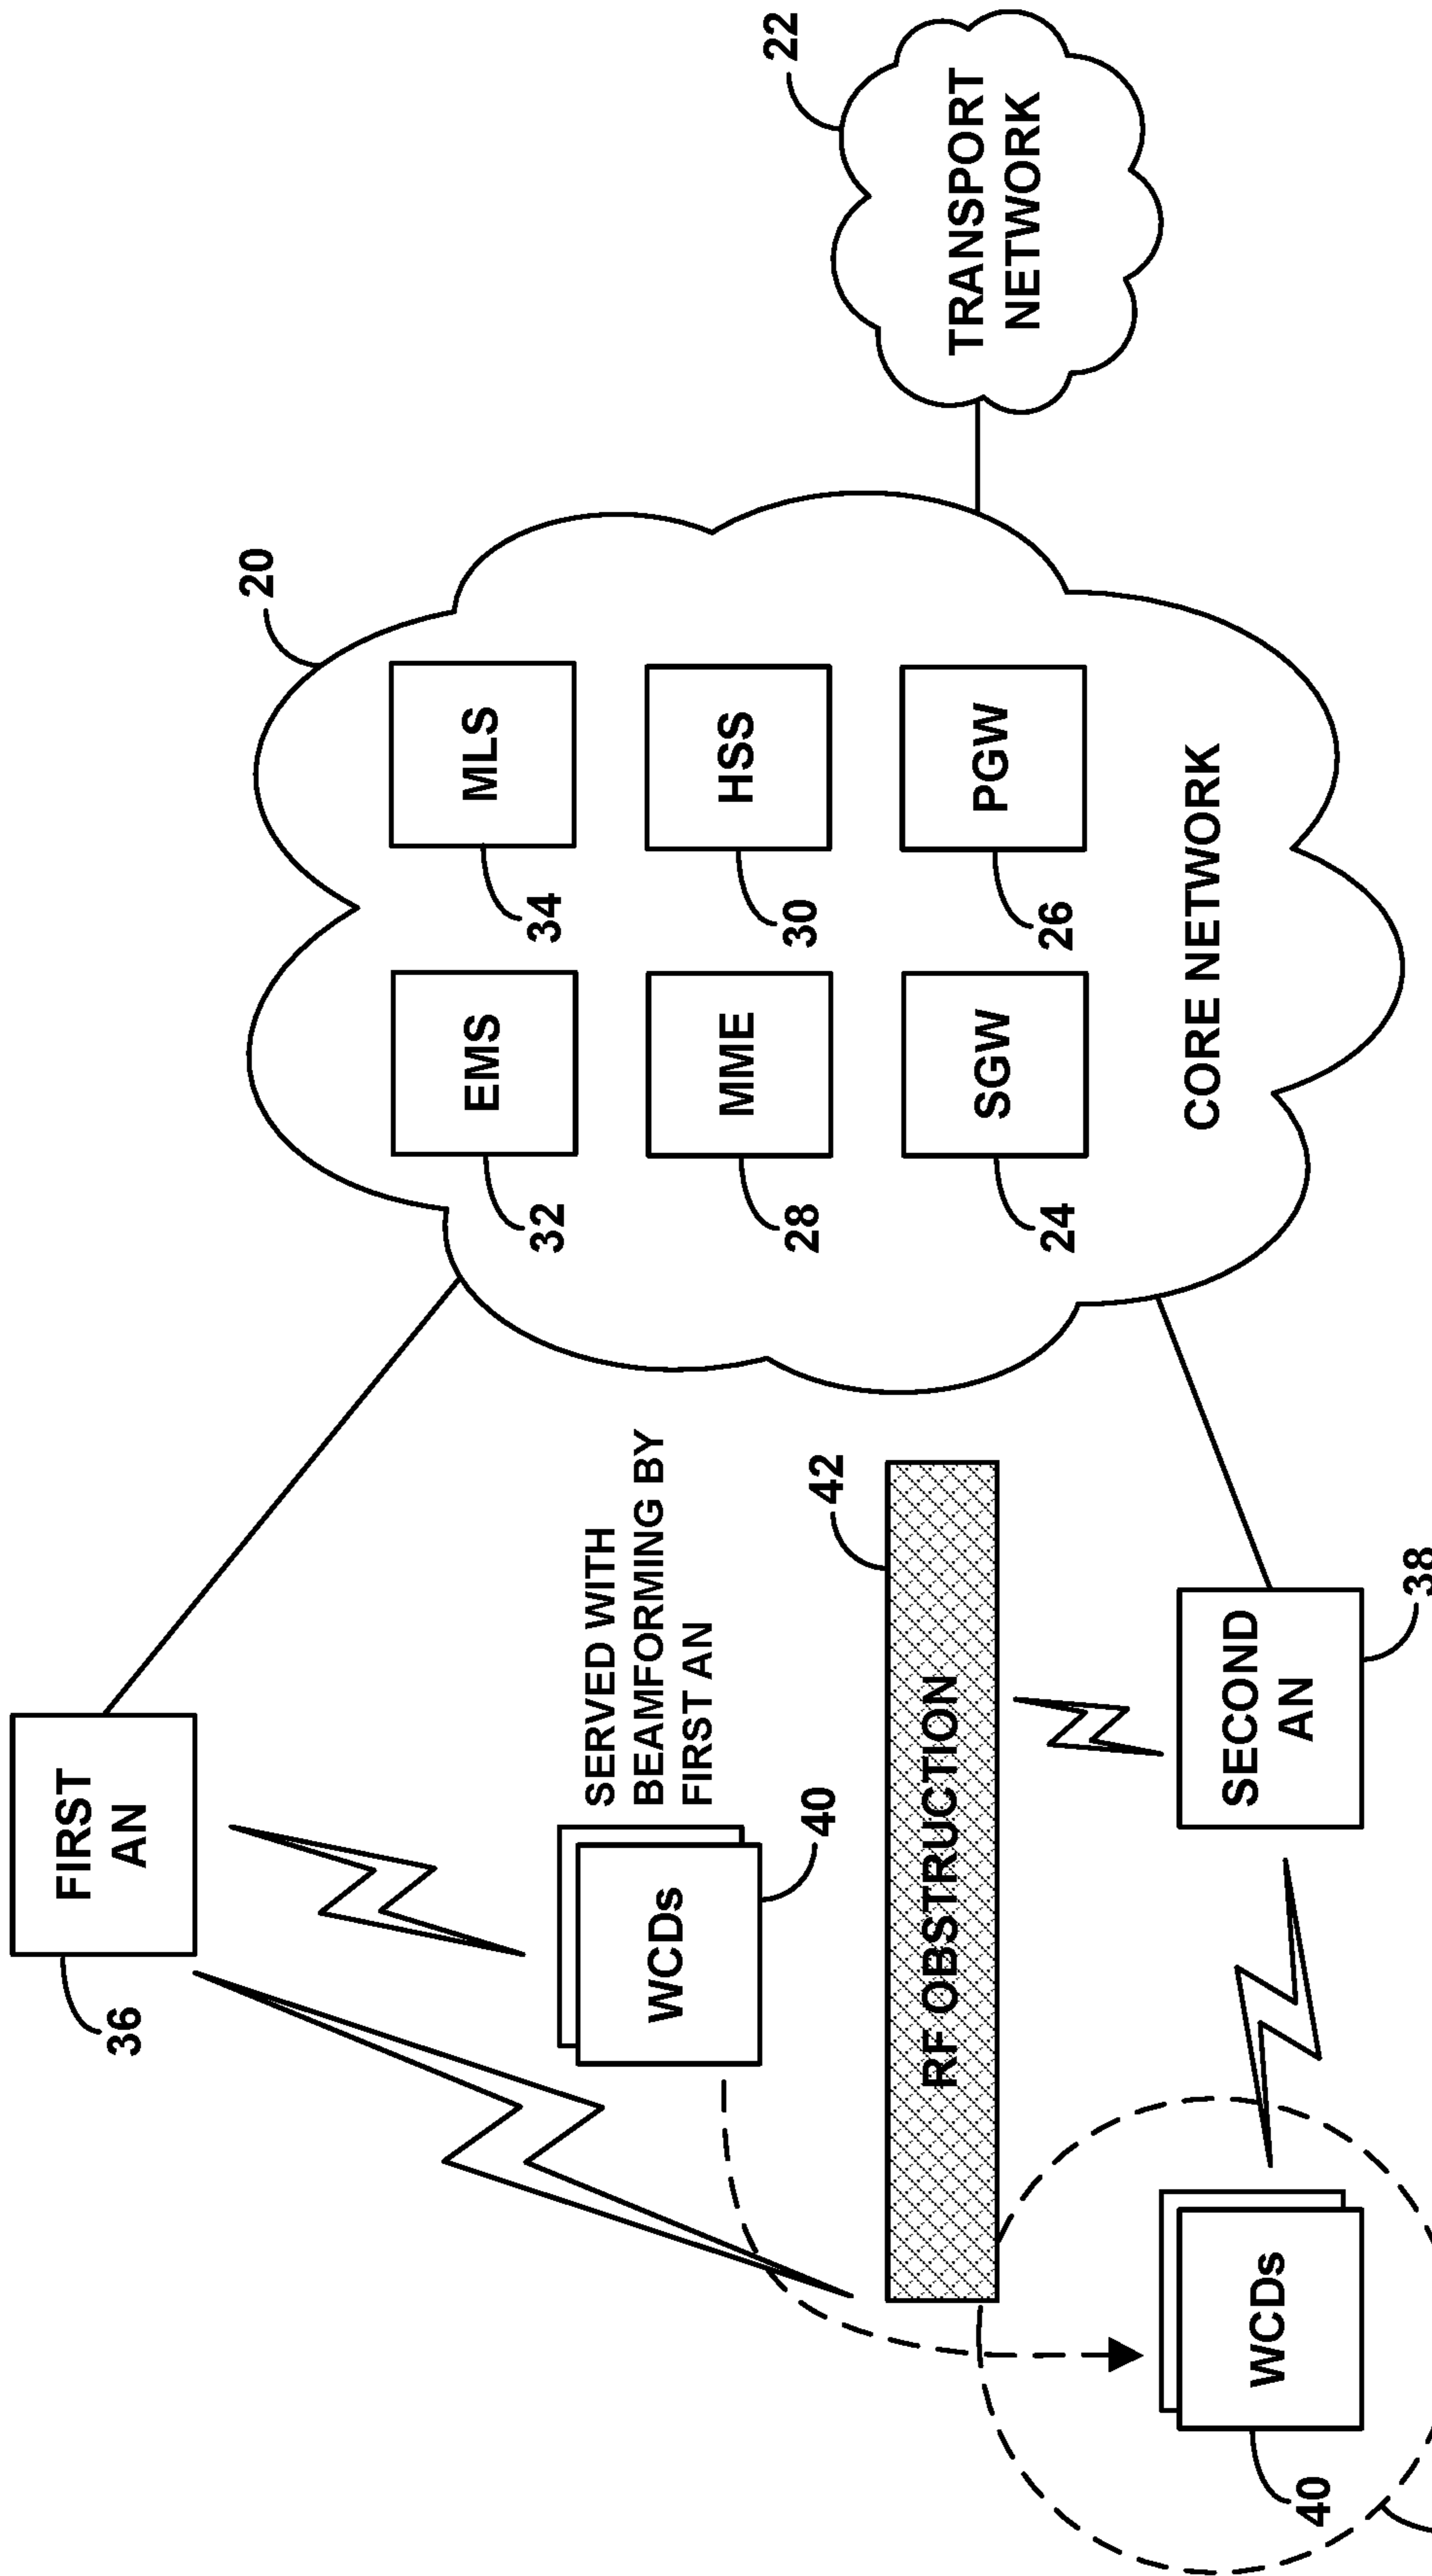 FIRST
AN
36
WCDs
40
SERVED WITH
BEAMFORMING BY
FIRST AN
42
RF OBSTRUCTION
WCDs
40
SECOND
AN
38
20
EMS
32
MLS
34
MME
28
HSS
30
SGW
24
PGW
26
CORE NETWORK
22
TRANSPORT
NETWORK